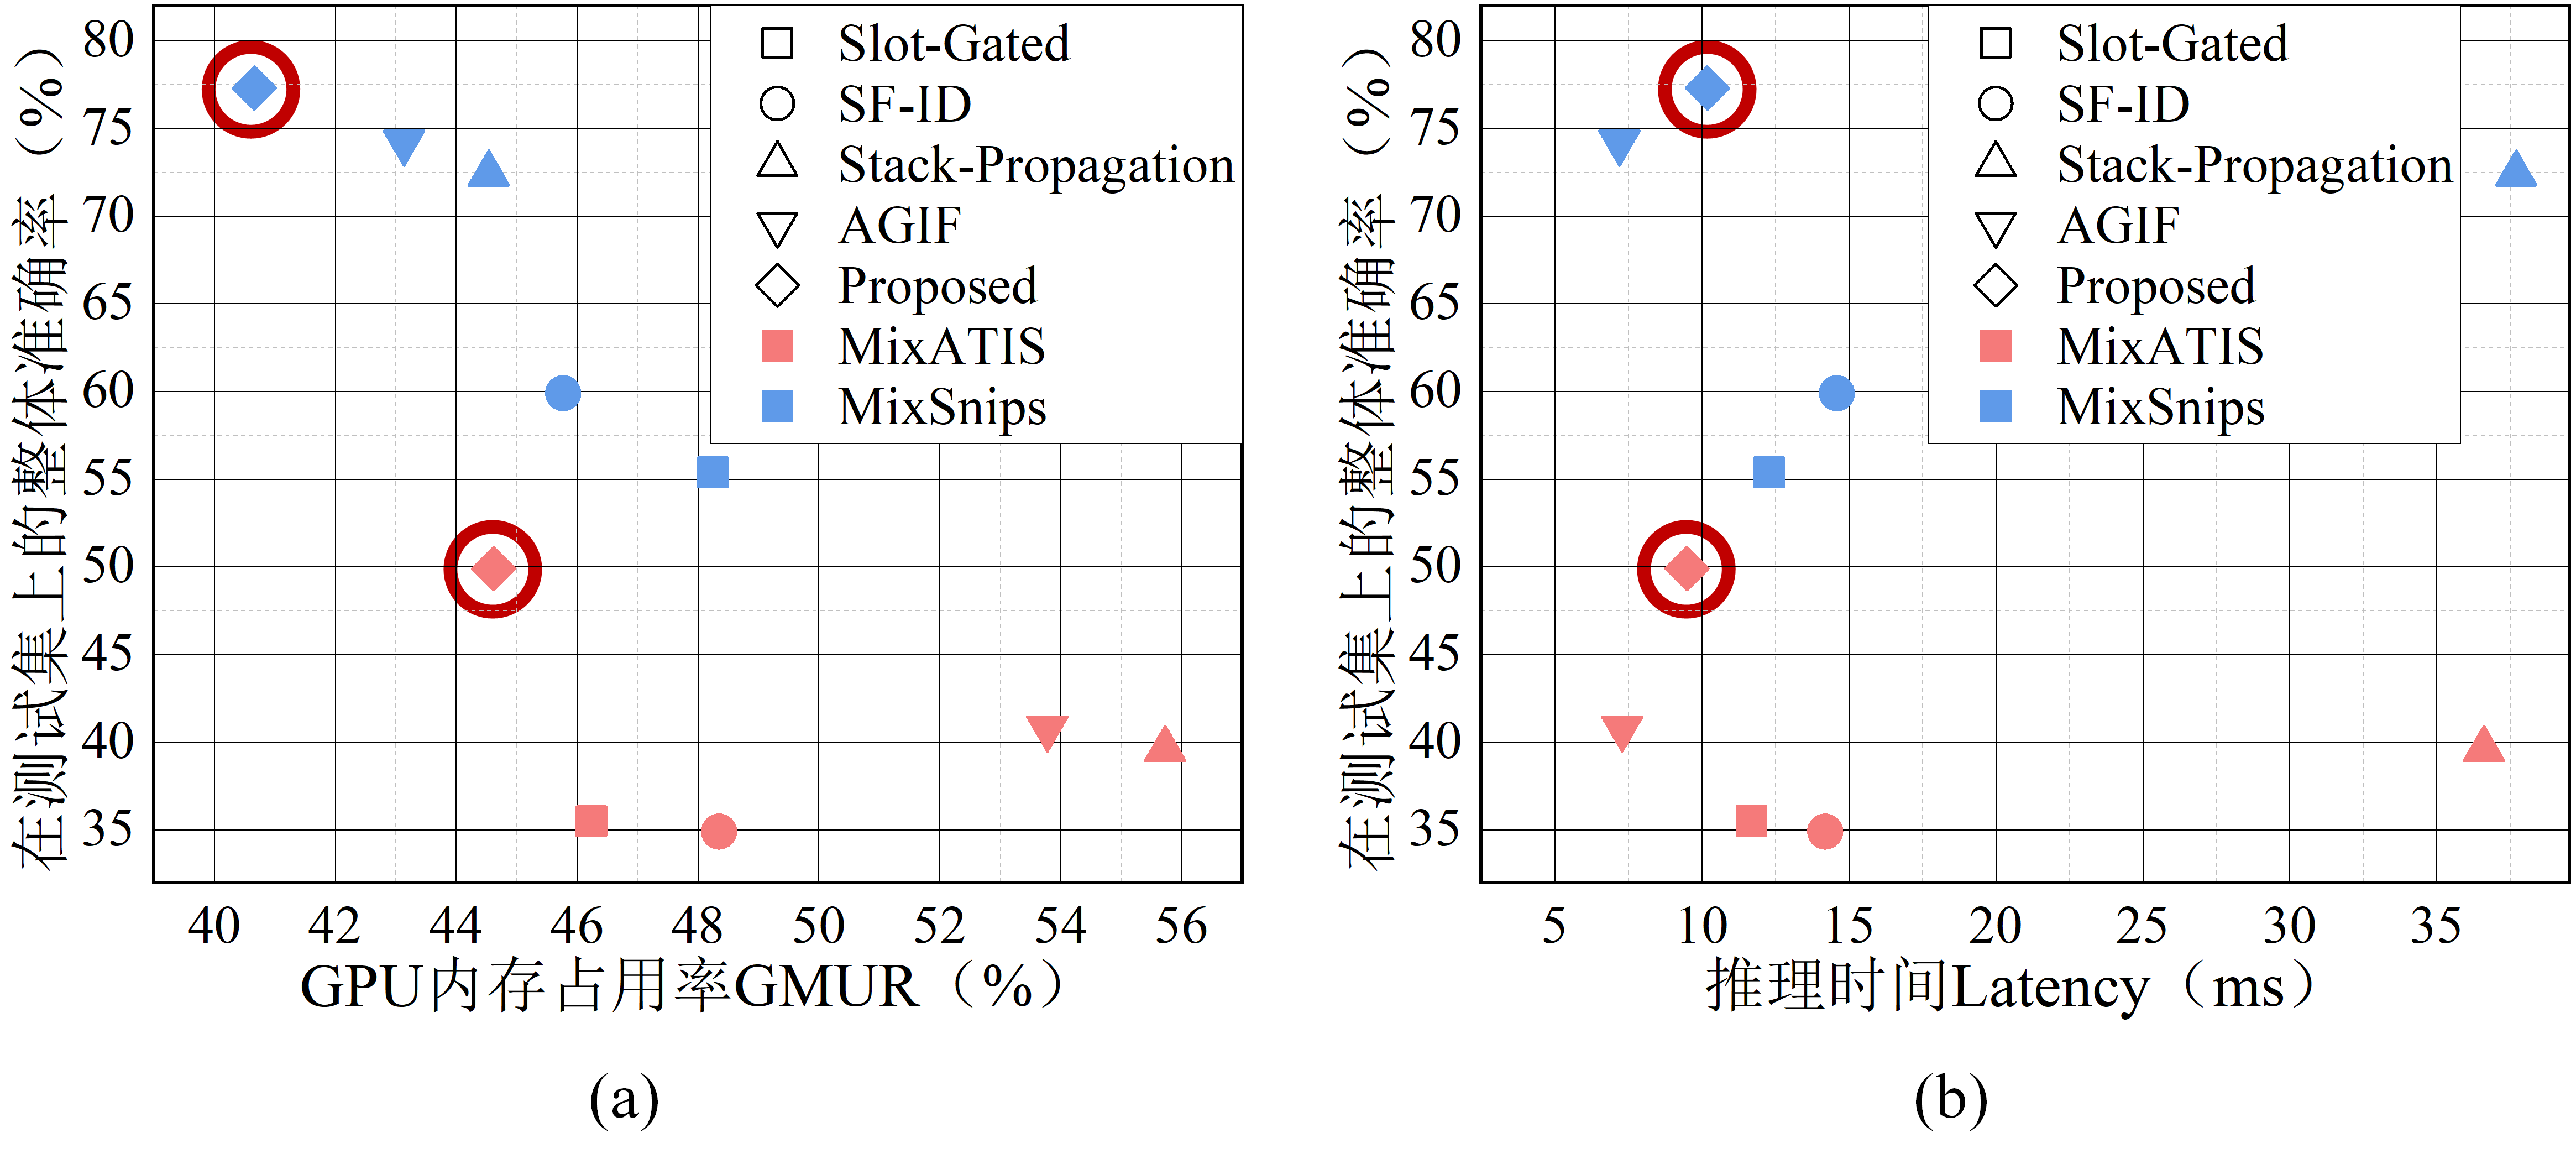 在测试集上的整体准确率（%）
80
75
70
65
60
55
50
45
40
35
Slot-Gated
SF-ID
Stack-Propagation
AGIF
Proposed
MixATIS
MixSnips
40 42 44 46 48 50 52 54 56
GPU内存占用率GMUR（%）
(a)
在测试集上的整体准确率（%）
80
75
70
65
60
55
50
45
40
35
Slot-Gated
SF-ID
Stack-Propagation
AGIF
Proposed
MixATIS
MixSnips
5 10 15 20 25 30 35
推理时间Latency（ms）
(b)